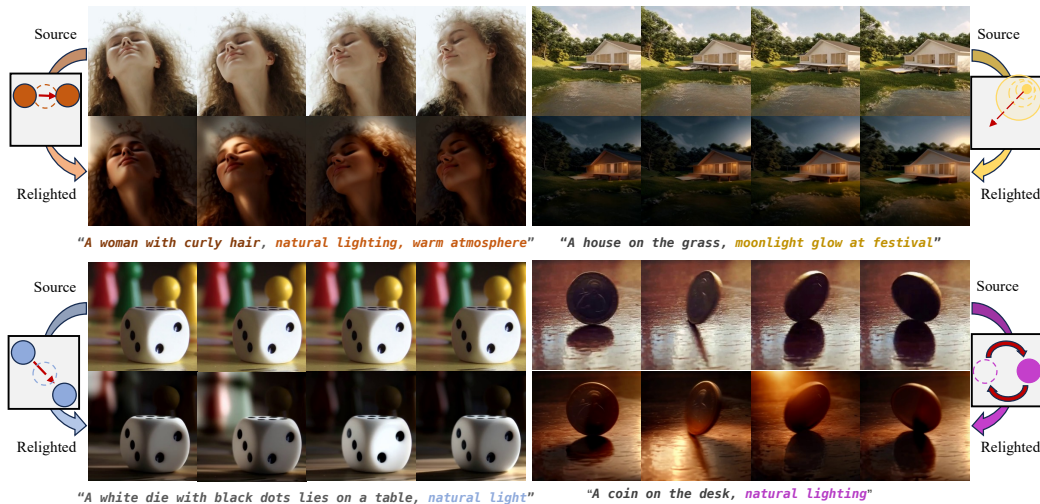 Source
Source
Relighted
Relighted
“A woman with curly hair, natural lighting, warm atmosphere”
“A house on the grass, moonlight glow at festival”
Source
Source
Relighted
Relighted
“A white die with black dots lies on a table, natural light”
“A coin on the desk, natural lighting”